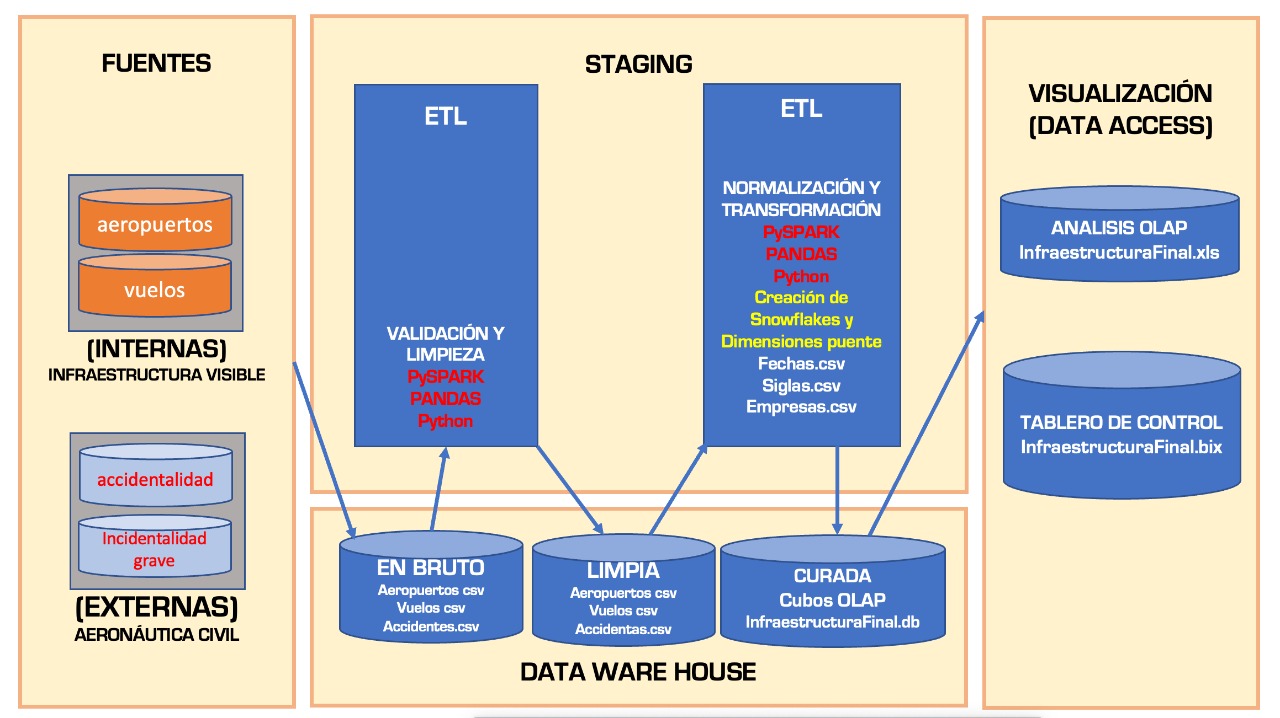 FUENTES
aeropuertos
vuelos
(INTERNAS)
INFRAESTRUCTURA VISIBLE
accidentalidad
Incidentalidad
grave
(EXTERNAS)
AERONÁUTICA CIVIL
STAGING
ETL
VALIDACIÓN Y
LIMPIEZA
PySPARK
PANDAS
Python
ETL
NORMALIZACIÓN Y
TRANSFORMACIÓN
PySPARK
PANDAS
Python
Creación de
Snowflakes y
Dimensiones puente
Fechas.csv
Siglas.csv
Empresas.csv
EN BRUTO
Aeropuertos csv
Vuelos csv
Accidentes.csv
LIMPIA
Aeropuertos csv
Vuelos csv
Accidentas.csv
CURADA
Cubos OLAP
InfraestructuraFinal.db
DATA WARE HOUSE
VISUALIZACIÓN
(DATA ACCESS)
ANALISIS OLAP
InfraestructuraFinal.xls
TABLERO DE CONTROL
InfraestructuraFinal.bix